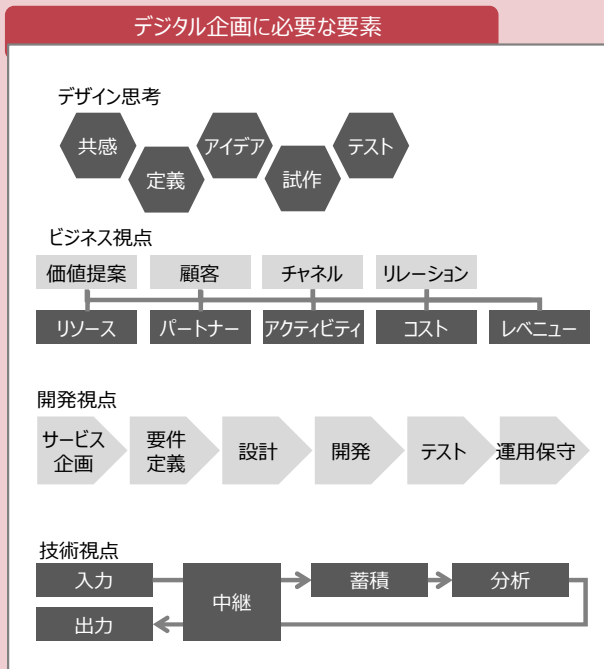 デジタル企画に必要な要素
デザイン思考
共感
定義
アイデア
試作
テスト
ビジネス視点
価値提案
顧客
チャネル
リレーション
リソース
パートナー
アクティビティ
コスト
レベニュー
開発視点
サービス
企画
要件
定義
設計
開発
テスト
運用保守
技術視点
入力
中継
蓄積
分析
出力